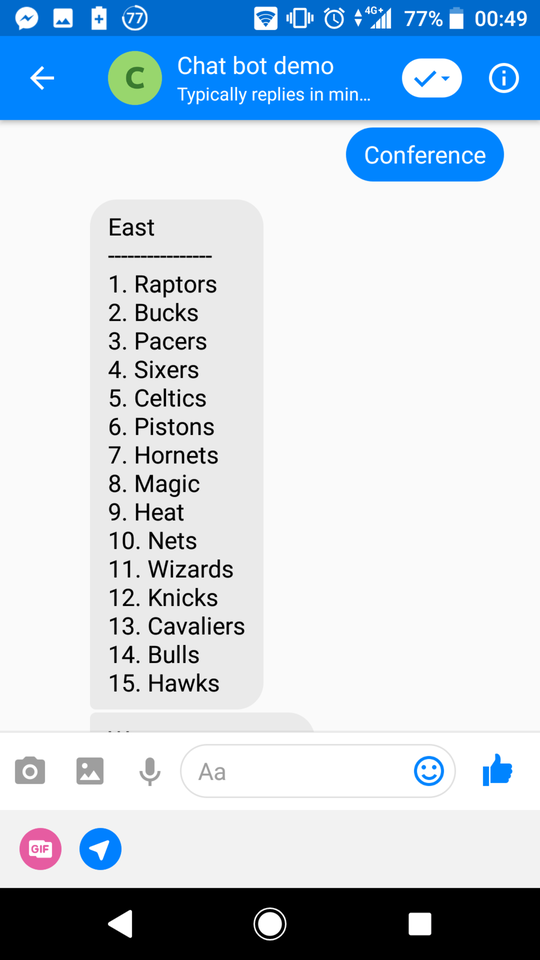 77
4G+
77%
00:49
C
Chat bot demo
Typically replies in min...
Conference
East
----------------
1. Raptors
2. Bucks
3. Pacers
4. Sixers
5. Celtics
6. Pistons
7. Hornets
8. Magic
9. Heat
10. Nets
11. Wizards
12. Knicks
13. Cavaliers
14. Bulls
15. Hawks
Aa
GIF